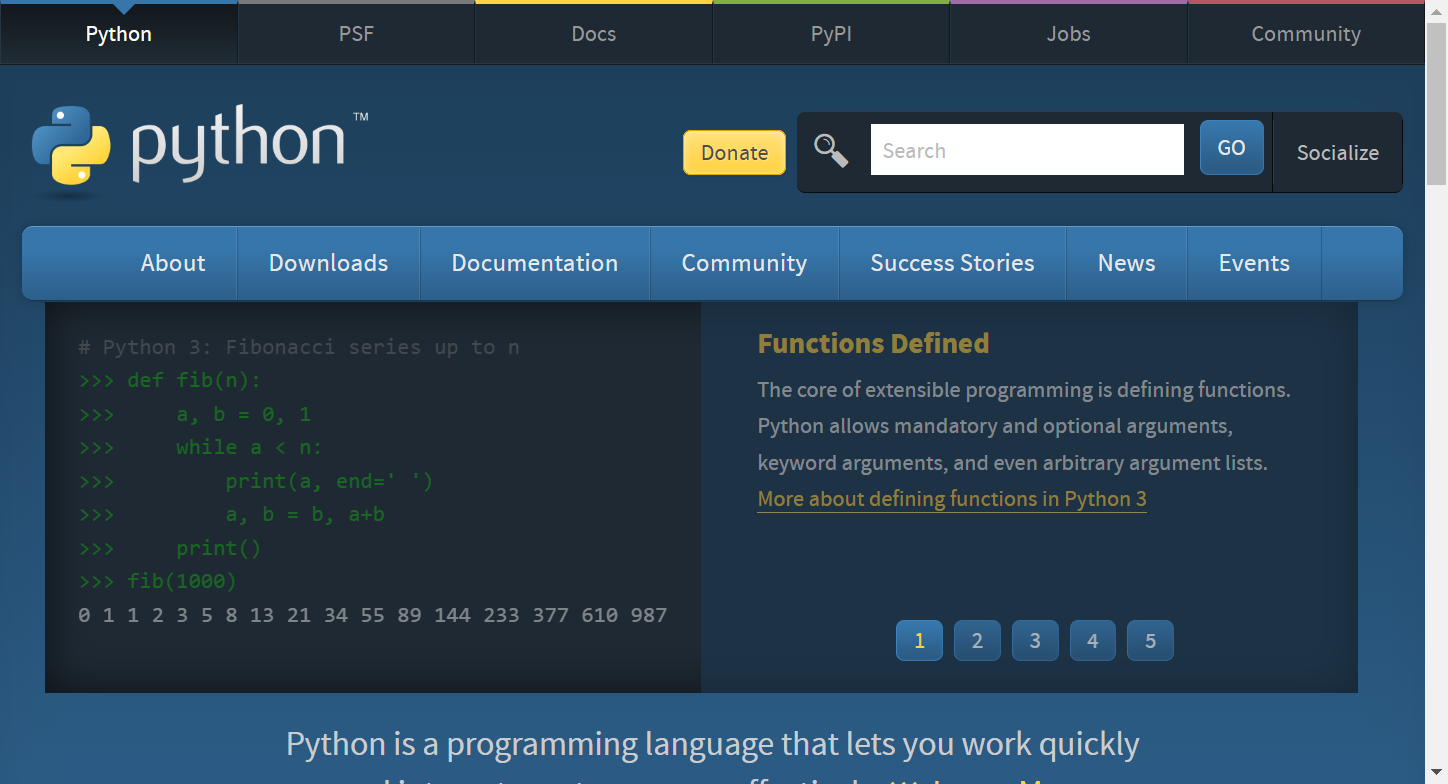 Python PSF Docs PyPI Jobs Community
python™
Donate Search GO Socialize
About Downloads Documentation Community Success Stories News Events
# Python 3: Fibonacci series up to n
>>> def fib(n):
>>>     a, b = 0, 1
>>>     while a < n:
>>>         print(a, end=' ')
>>>         a, b = b, a+b
>>>     print()
>>> fib(1000)
0 1 1 2 3 5 8 13 21 34 55 89 144 233 377 610 987
Functions Defined
The core of extensible programming is defining functions.
Python allows mandatory and optional arguments,
keyword arguments, and even arbitrary argument lists.
More about defining functions in Python 3
1 2 3 4 5
Python is a programming language that lets you work quickly